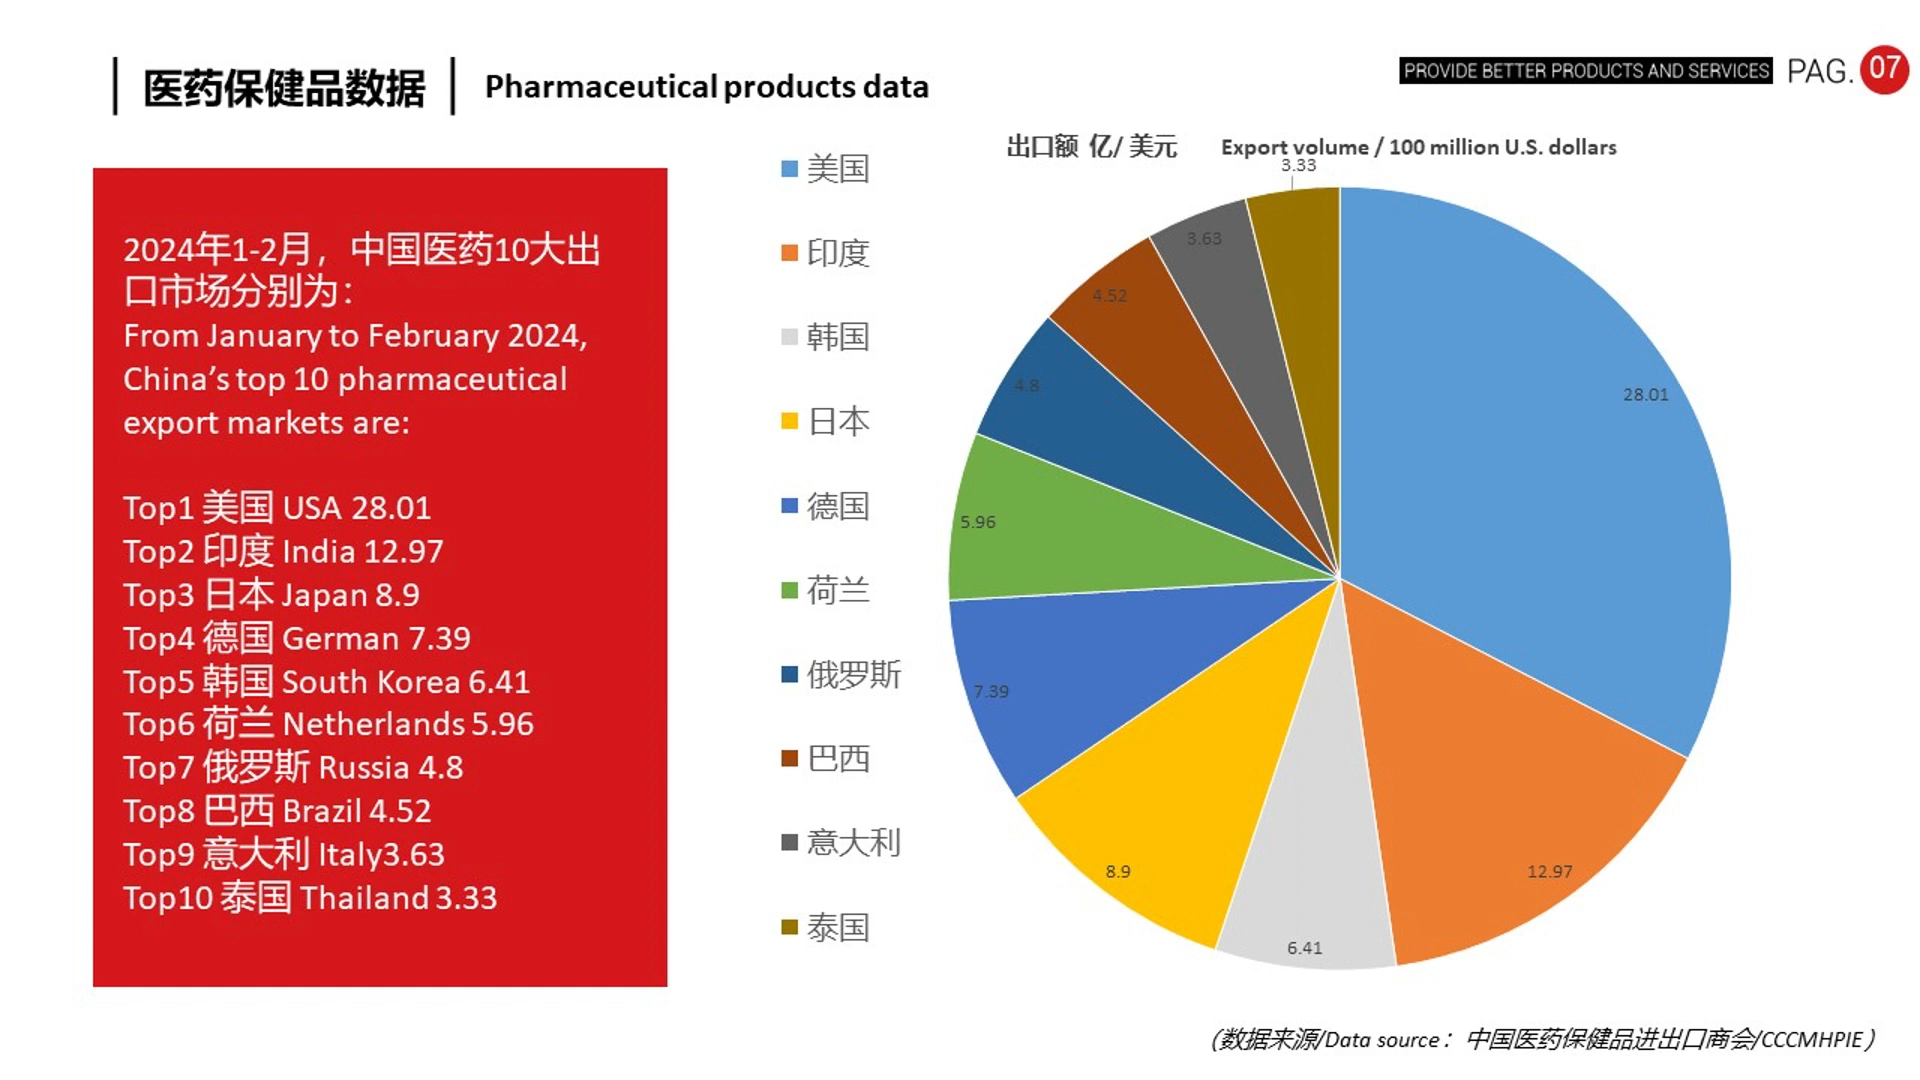 医药保健品数据
Pharmaceutical products data
PROVIDE BETTER PRODUCTS AND SERVICES
PAG. 07
2024年1-2月，中国医药10大出
口市场分别为：
From January to February 2024,
China's top 10 pharmaceutical
export markets are:
Top1 美国 USA 28.01
Top2 印度 India 12.97
Top3 日本 Japan 8.9
Top4 德国 German 7.39
Top5 韩国 South Korea 6.41
Top6 荷兰 Netherlands 5.96
Top7 俄罗斯 Russia 4.8
Top8 巴西 Brazil 4.52
Top9 意大利 Italy3.63
Top10 泰国 Thailand 3.33
美国
印度
韩国
日本
德国
荷兰
俄罗斯
巴西
意大利
泰国
出口额 亿/ 美元 Export volume / 100 million U.S. dollars
3.33
3.63
4.52
4.8
5.96
7.39
8.9
6.41
12.97
28.01
(数据来源/Data source：中国医药保健品进出口商会/CCCMHPIE）